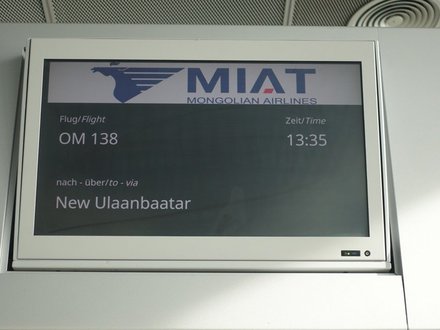 MIAT
MONGOLIAN AIRLINES
Flug/Flight Zeit/Time
OM 138 13:35
nach - über/to - via
New Ulaanbaatar